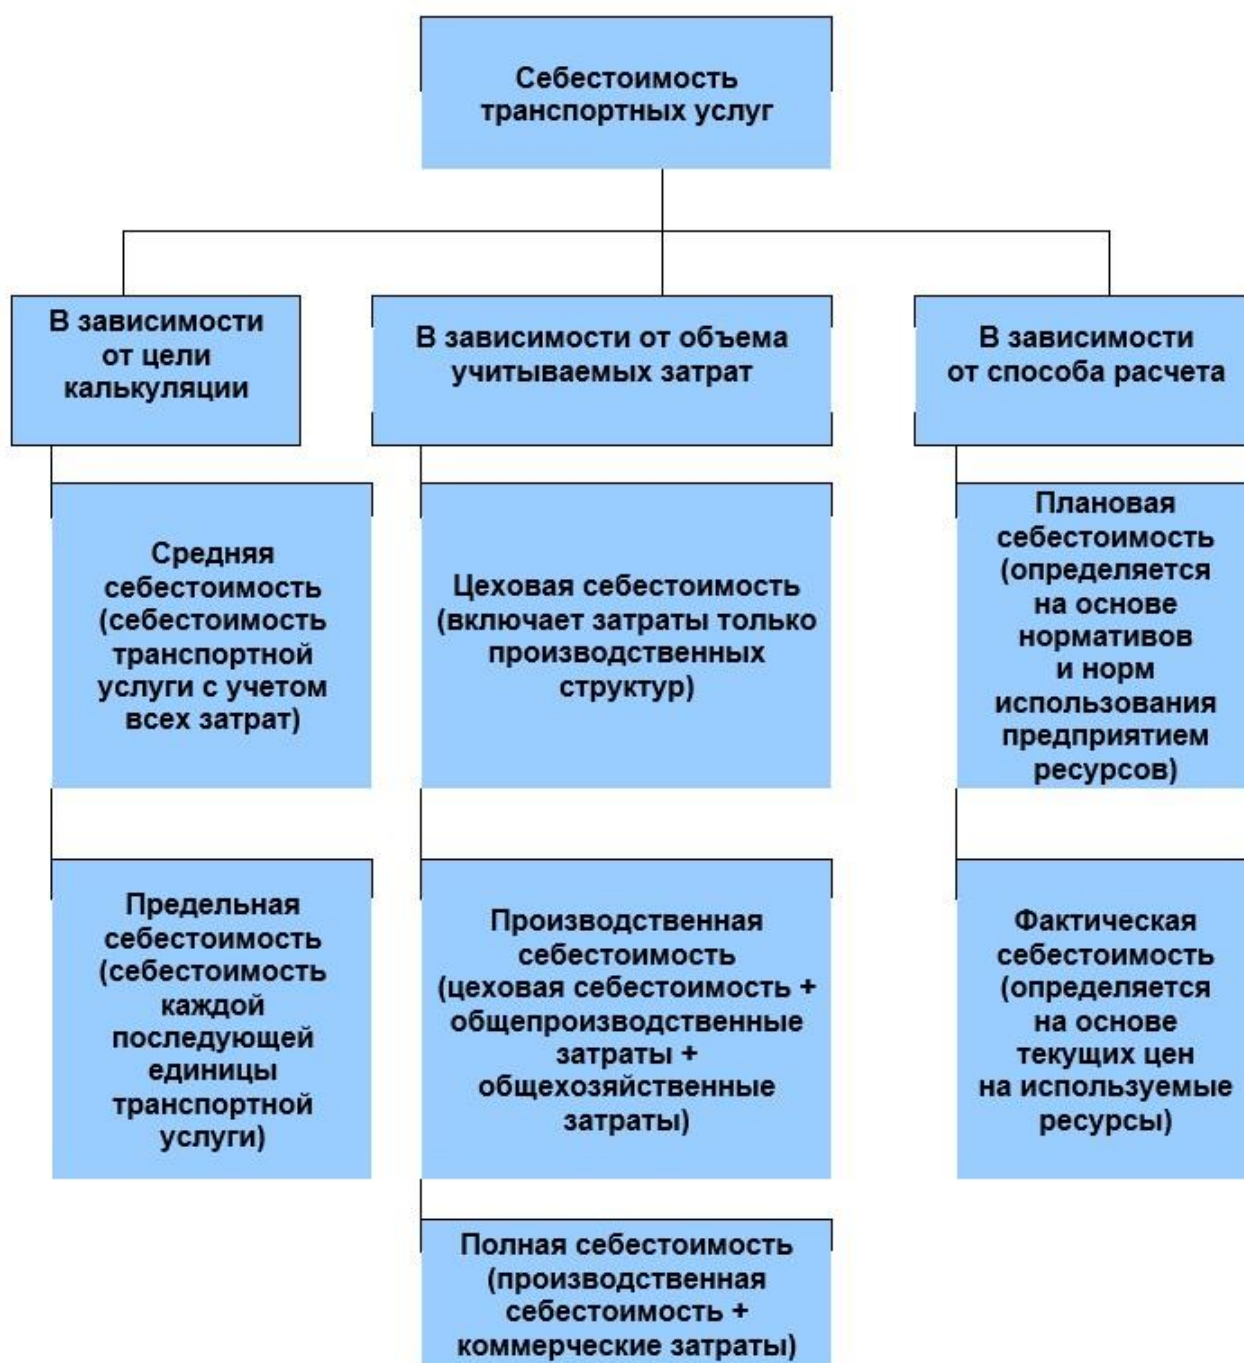 Себестоимость
транспортных услуг
В зависимости
от цели
калькуляции
В зависимости от объема
учитываемых затрат
В зависимости
от способа расчета
Средняя
себестоимость
(себестоимость
транспортной
услуги с учетом
всех затрат)
Цеховая себестоимость
(включает затраты только
производственных
структур)
Плановая
себестоимость
(определяется
на основе
нормативов
и норм
использования
предприятием
ресурсов)
Предельная
себестоимость
(себестоимость
каждой
последующей
единицы
транспортной
услуги)
Производственная
себестоимость
(цеховая себестоимость +
общепроизводственные
затраты +
общехозяйственные
затраты)
Фактическая
себестоимость
(определяется
на основе
текущих цен
на используемые
ресурсы)
Полная себестоимость
(производственная
себестоимость +
коммерческие затраты)